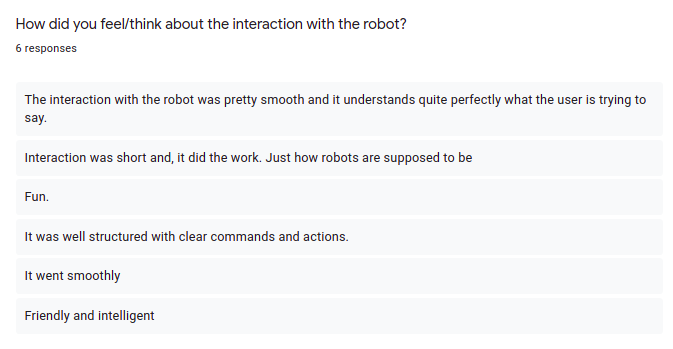 How did you feel/think about the interaction with the robot?
6 responses
The interaction with the robot was pretty smooth and it understands quite perfectly what the user is trying to
say.
Interaction was short and, it did the work. Just how robots are supposed to be
Fun.
It was well structured with clear commands and actions.
It went smoothly
Friendly and intelligent